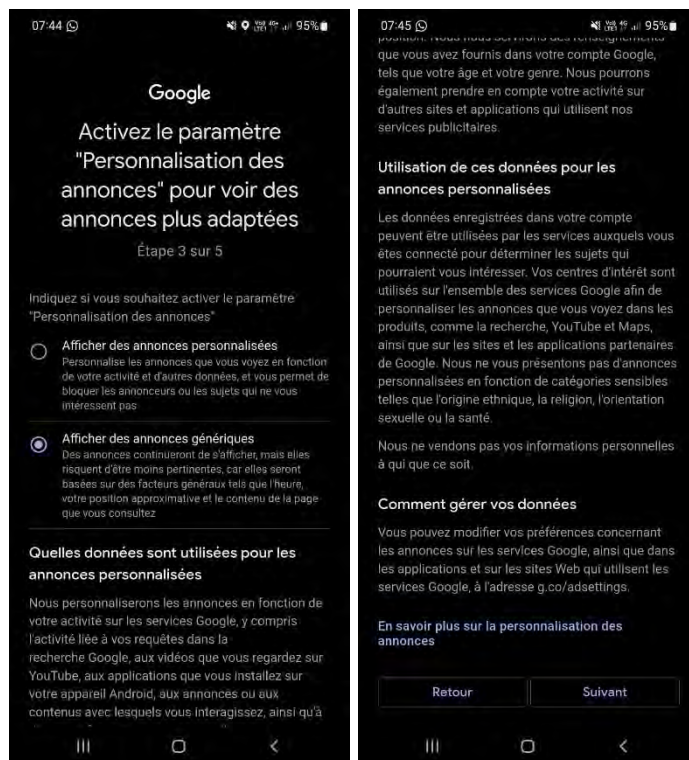 07:44
Vo)) 4G+ 95%
LTE1
Google
Activez le paramètre
"Personnalisation des
annonces" pour voir des
annonces plus adaptées
Étape 3 sur 5
Indiquez si vous souhaitez activer le paramètre
"Personnalisation des annonces"
Afficher des annonces personnalisées
Personnalise les annonces que vous voyez en fonction
de votre activité et d'autres données, et vous permet de
bloquer les annonceurs ou les sujets qui ne vous
intéressent pas
Afficher des annonces génériques
Des annonces continueront de s'afficher, mais elles
risquent d'être moins pertinentes, car elles seront
basées sur des facteurs généraux tels que l'heure,
votre position approximative et le contenu de la page
que vous consultez
Quelles données sont utilisées pour les
annonces personnalisées
Nous personnaliserons les annonces en fonction de
votre activité sur les services Google, y compris
l'activité liée à vos requêtes dans la
recherche Google, aux vidéos que vous regardez sur
YouTube, aux applications que vous installez sur
votre appareil Android, aux annonces ou aux
contenus avec lesquels vous interagissez, ainsi qu'à
07:45
Vo)) 4G 95%
LTE1
position. Nous nous servirons des renseignements
que vous avez fournis dans votre compte Google,
tels que votre âge et votre genre. Nous pourrons
également prendre en compte votre activité sur
d'autres sites et applications qui utilisent nos
services publicitaires.
Utilisation de ces données pour les
annonces personnalisées
Les données enregistrées dans votre compte
peuvent être utilisées par les services auxquels vous
êtes connecté pour déterminer les sujets qui
pourraient vous intéresser. Vos centres d'intérêt sont
utilisés sur l'ensemble des services Google afin de
personnaliser les annonces que vous voyez dans les
produits, comme la recherche, YouTube et Maps,
ainsi que sur les sites et les applications partenaires
de Google. Nous ne vous présentons pas d'annonces
personnalisées en fonction de catégories sensibles
telles que l'origine ethnique, la religion, l'orientation
sexuelle ou la santé.
Nous ne vendons pas vos informations personnelles
à qui que ce soit.
Comment gérer vos données
Vous pouvez modifier vos préférences concernant
les annonces sur les services Google, ainsi que dans
les applications et sur les sites Web qui utilisent les
services Google, à l'adresse g.co/adsettings.
En savoir plus sur la personnalisation des
annonces
Retour
Suivant